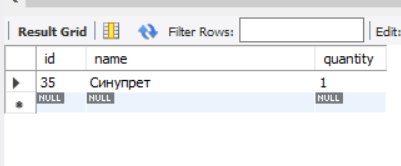 Result Grid Filter Rows: Edit:
id name quantity
35 Синупрет 1
NULL NULL NULL